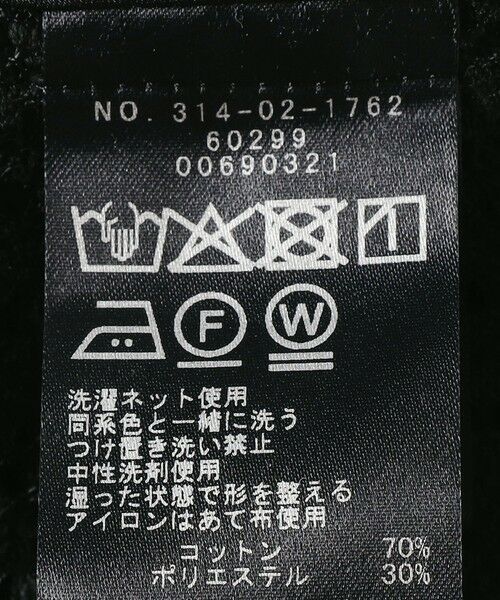 NO. 314-02-1762
60299
00690321
F
W
洗濯ネット使用
同系色と一緒に洗う
つけ置き洗い禁止
中性洗剤使用
湿った状態で形を整える
アイロンはあて布使用
コットン 70%
ポリエステル 30%